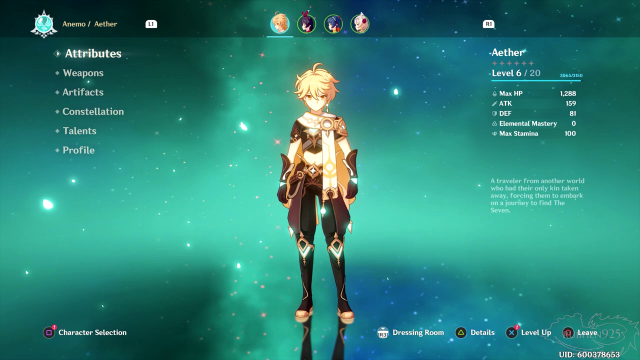 Anemo / Aether
L1
R1
Attributes
Weapons
Artifacts
Constellation
Talents
Profile
Aether
Level 6 / 20
Max HP 1,288
ATK 159
DEF 81
Elemental Mastery 0
Max Stamina 100
A traveler from another world
who had their only kin taken
away, forcing them to embark
on a journey to find The
Seven.
Character Selection
R3
Dressing Room
Details
Level Up
Leave
UID: 600378653